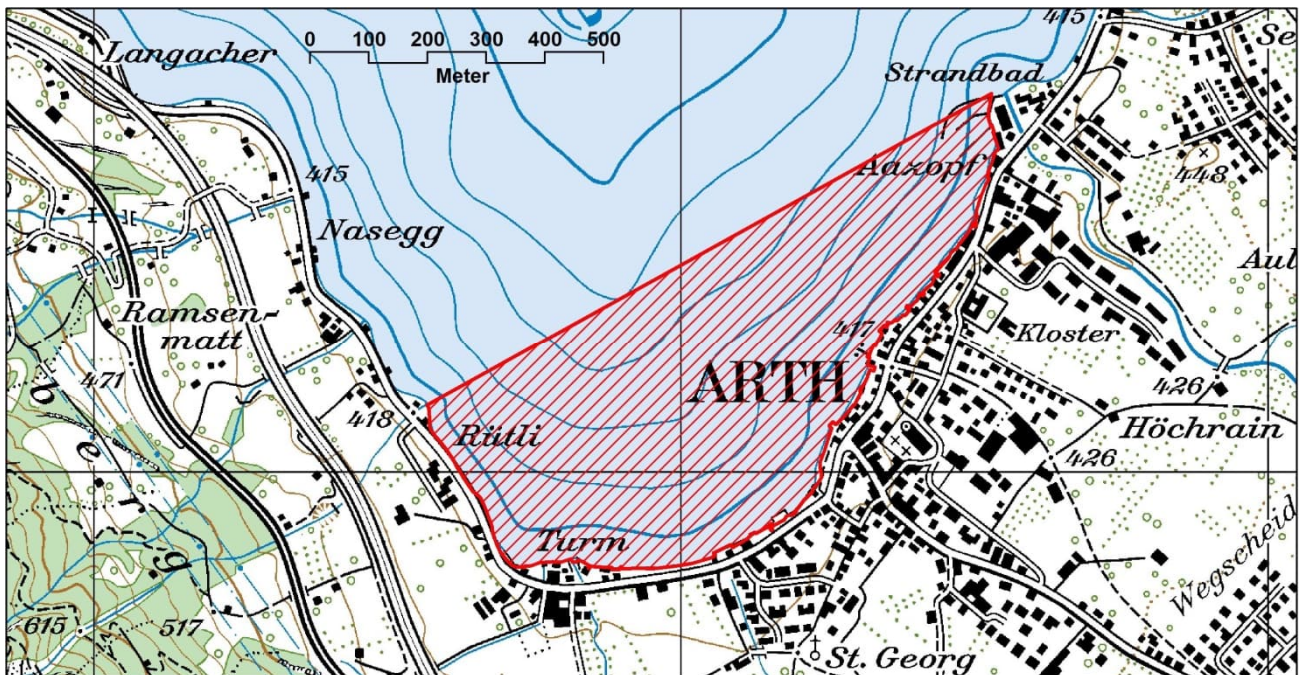 415
Se
Langacher
0 100 200 300 400 500
Meter
Strandbad
415
Aazopf
448
Nasegg
Aul
Ramsen-
matt
417
Kloster
471
ARTH
426
418
Rütli
Höchrain
426
berg
Turm
Wegscheid
615
517
St. Georg